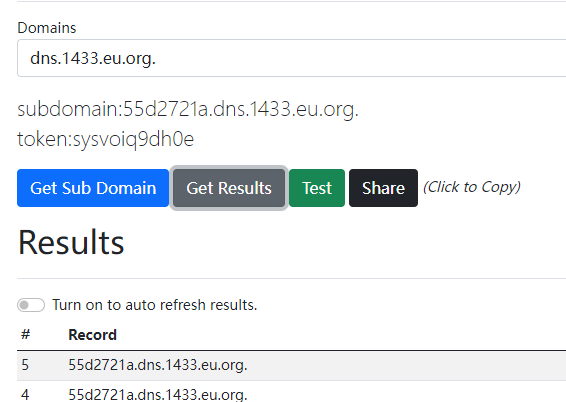 Domains
dns.1433.eu.org.
subdomain:55d2721a.dns.1433.eu.org.
token:sysvoiq9dh0e
Get Sub Domain Get Results Test Share (Click to Copy)
Results
Turn on to auto refresh results.
# Record
5 55d2721a.dns.1433.eu.org.
4 55d2721a.dns.1433.eu.org.